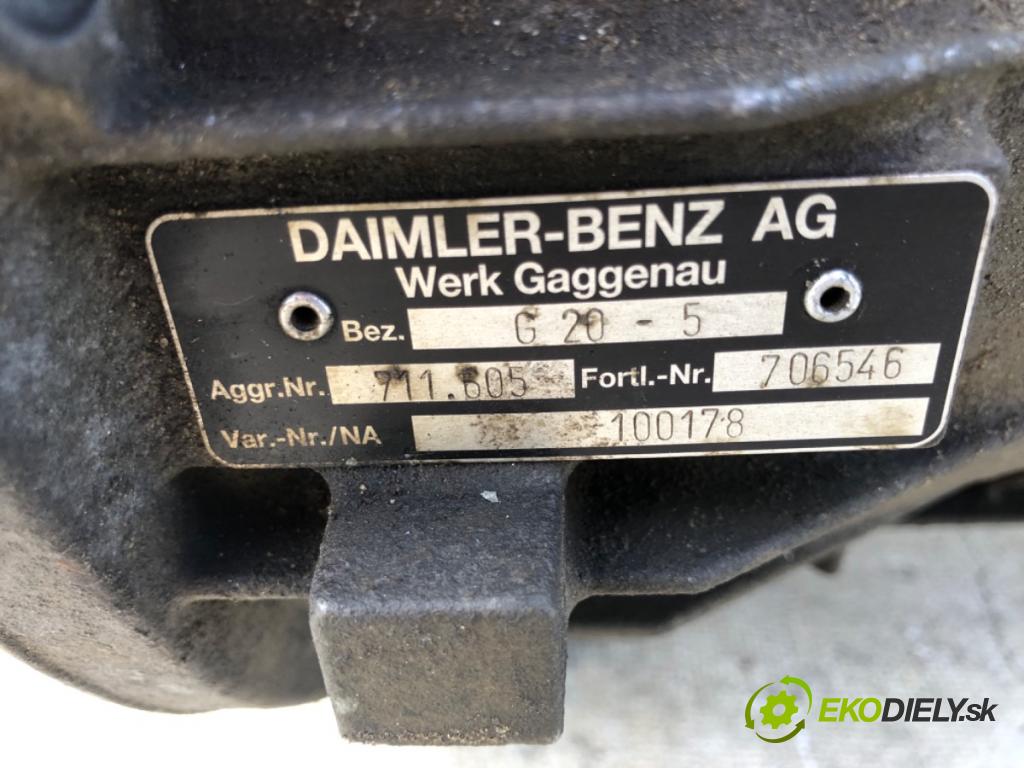 DAIMLER-BENZ AG
Werk Gaggenau
Bez. G 20 - 5
Aggr.Nr. 711.605 Fortl.-Nr. 706546
Var.-Nr./NA 100178
EKODIELY.sk